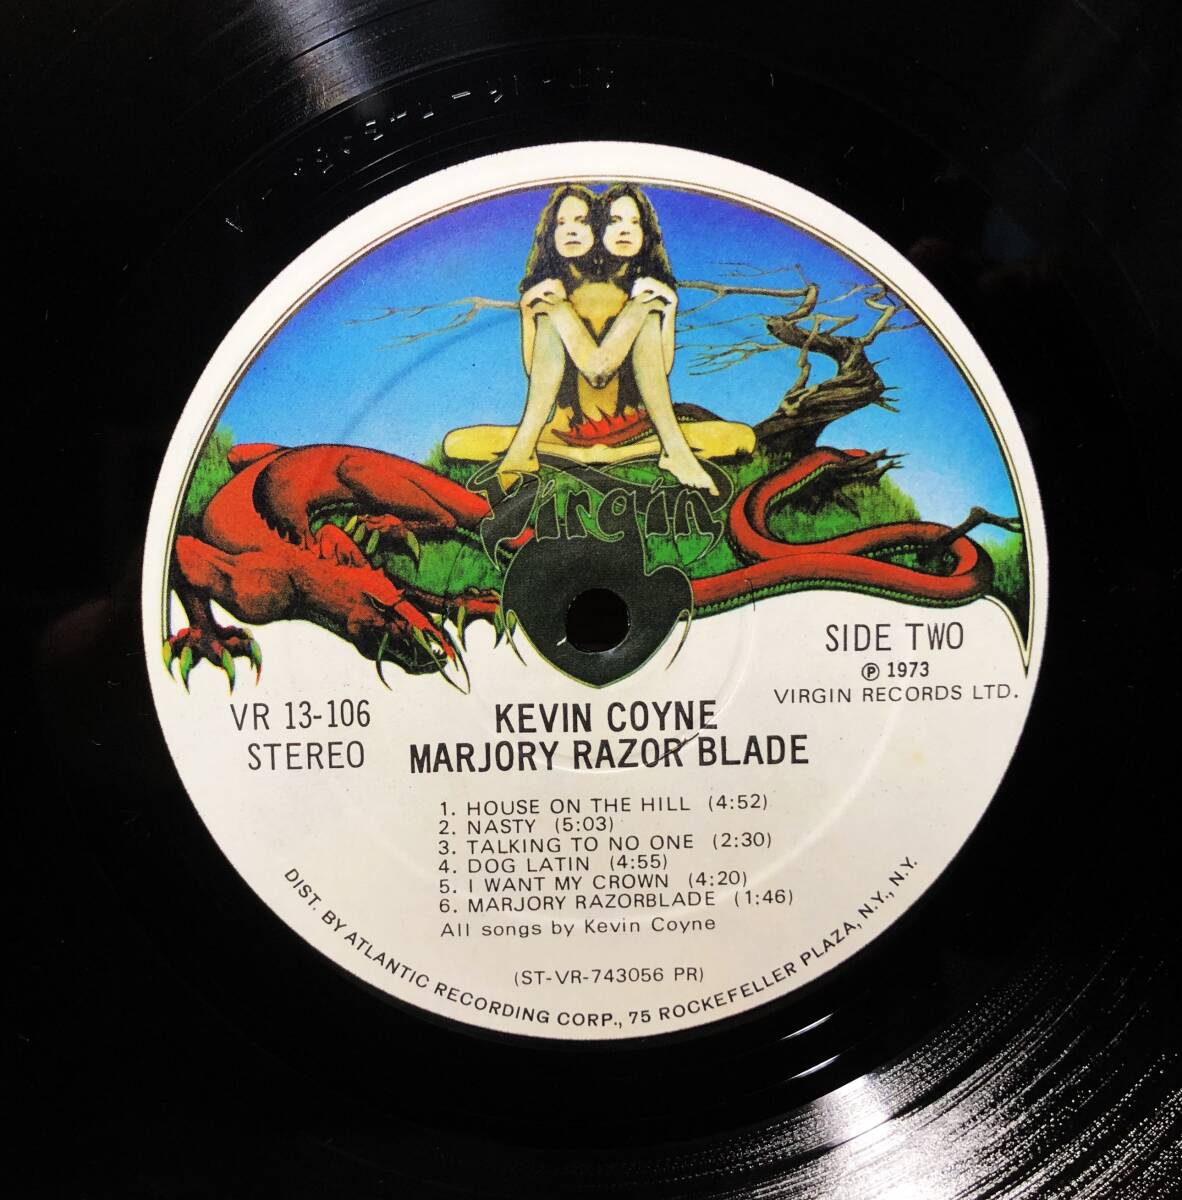 Virgin
SIDE TWO
℗ 1973
VIRGIN RECORDS LTD.
VR 13-106
STEREO
KEVIN COYNE
MARJORY RAZOR BLADE
1. HOUSE ON THE HILL (4:52)
2. NASTY (5:03)
3. TALKING TO NO ONE (2:30)
4. DOG LATIN (4:55)
5. I WANT MY CROWN (4:20)
6. MARJORY RAZORBLADE (1:46)
All songs by Kevin Coyne
(ST-VR-743056 PR)
DIST. BY ATLANTIC RECORDING CORP., 75 ROCKEFELLER PLAZA, N.Y., N.Y.